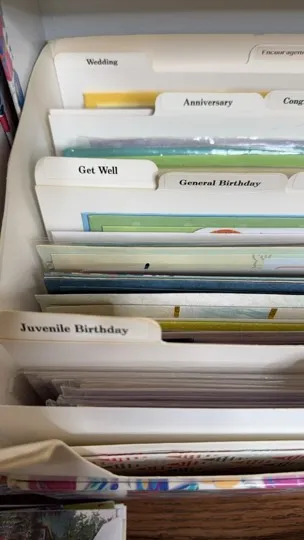 Wedding
Anniversary
Get Well
General Birthday
Juvenile Birthday